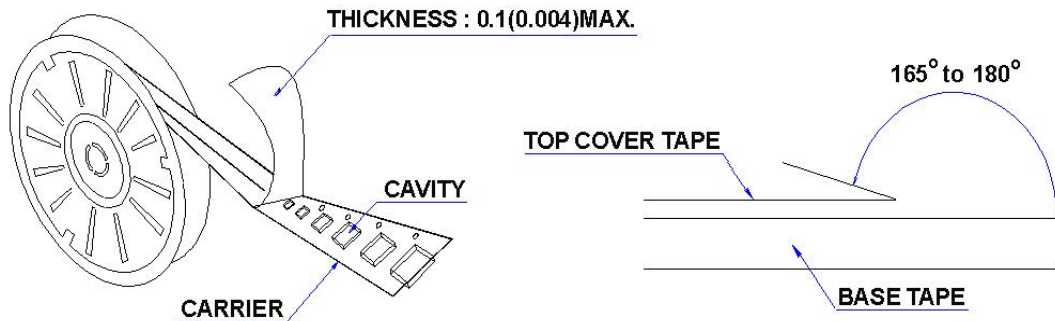 THICKNESS : 0.1(0.004)MAX.
CAVITY
CARRIER
165° to 180°
TOP COVER TAPE
BASE TAPE